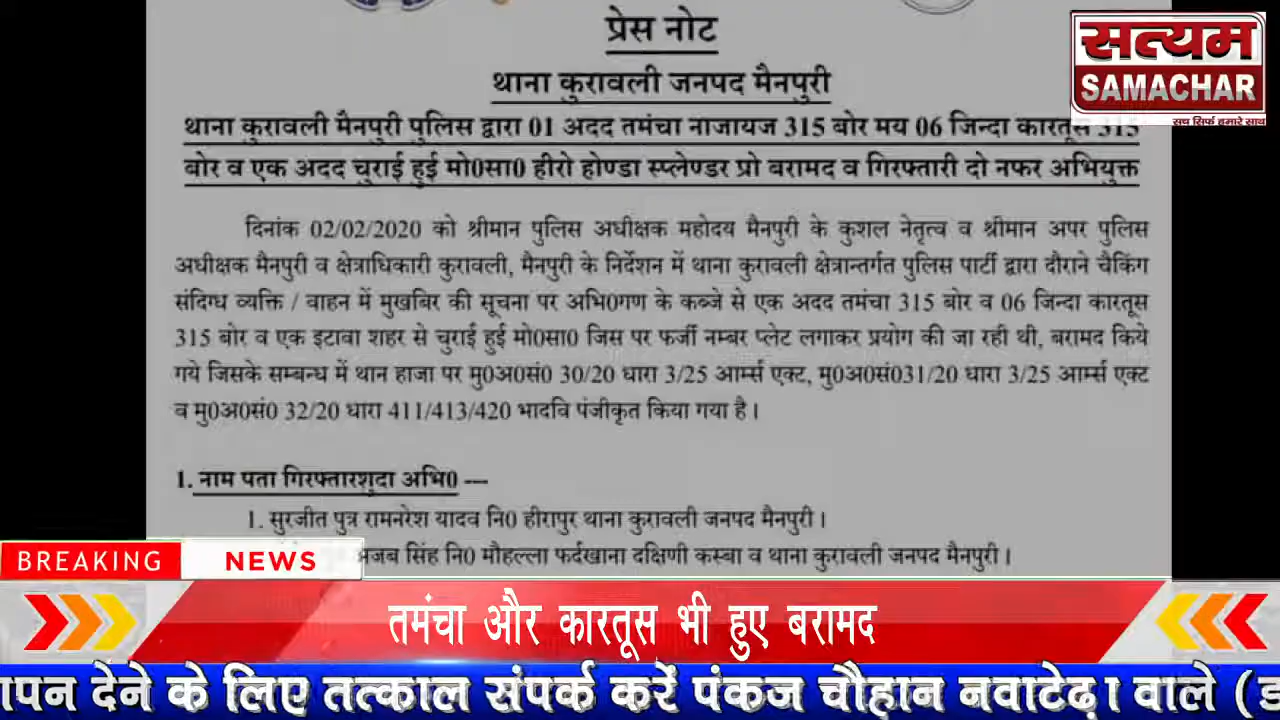 प्रेस नोट
थाना कुरावली जनपद मैनपुरी
थाना कुरावली मैनपुरी पुलिस द्वारा 01 अदद तमंचा नाजायज 315 बोर मय 06 जिन्दा कारतूस 315
बोर व एक अदद चुराई हुई मो0सा0 हीरो होण्डा स्प्लेण्डर प्रो बरामद व गिरफ्तारी दो नफर अभियुक्त
दिनांक 02/02/2020 को श्रीमान पुलिस अधीक्षक महोदय मैनपुरी के कुशल नेतृत्व व श्रीमान अपर पुलिस
अधीक्षक मैनपुरी व क्षेत्राधिकारी कुरावली, मैनपुरी के निर्देशन में थाना कुरावली क्षेत्रान्तर्गत पुलिस पार्टी द्वारा दौराने चैकिंग
संदिग्ध व्यक्ति / वाहन में मुखबिर की सूचना पर अभि0गण के कब्जे से एक अदद तमंचा 315 बोर व 06 जिन्दा कारतूस
315 बोर व एक इटावा शहर से चुराई हुई मो0सा0 जिस पर फर्जी नम्बर प्लेट लगाकर प्रयोग की जा रही थी, बरामद किये
गये जिसके सम्बन्ध में थान हाजा पर मु0अ0सं0 30/20 धारा 3/25 आर्म्स एक्ट, मु0अ0सं031/20 धारा 3/25 आर्म्स एक्ट
व मु0अ0सं0 32/20 धारा 411/413/420 भादवि पंजीकृत किया गया है।
1. नाम पता गिरफ्तारशुदा अभि0 ---
1. सुरजीत पुत्र रामनरेश यादव नि0 हीरापुर थाना कुरावली जनपद मैनपुरी।
अजब सिंह नि0 मौहल्ला फर्दखाना दक्षिणी कस्बा व थाना कुरावली जनपद मैनपुरी।
सत्यम
SAMACHAR
सच सिर्फ हमारे साथ
BREAKING NEWS
तमंचा और कारतूस भी हुए बरामद
ापन देने के लिए तत्काल संपर्क करें पंकज चौहान नवाटेढ़ा वाले (ड